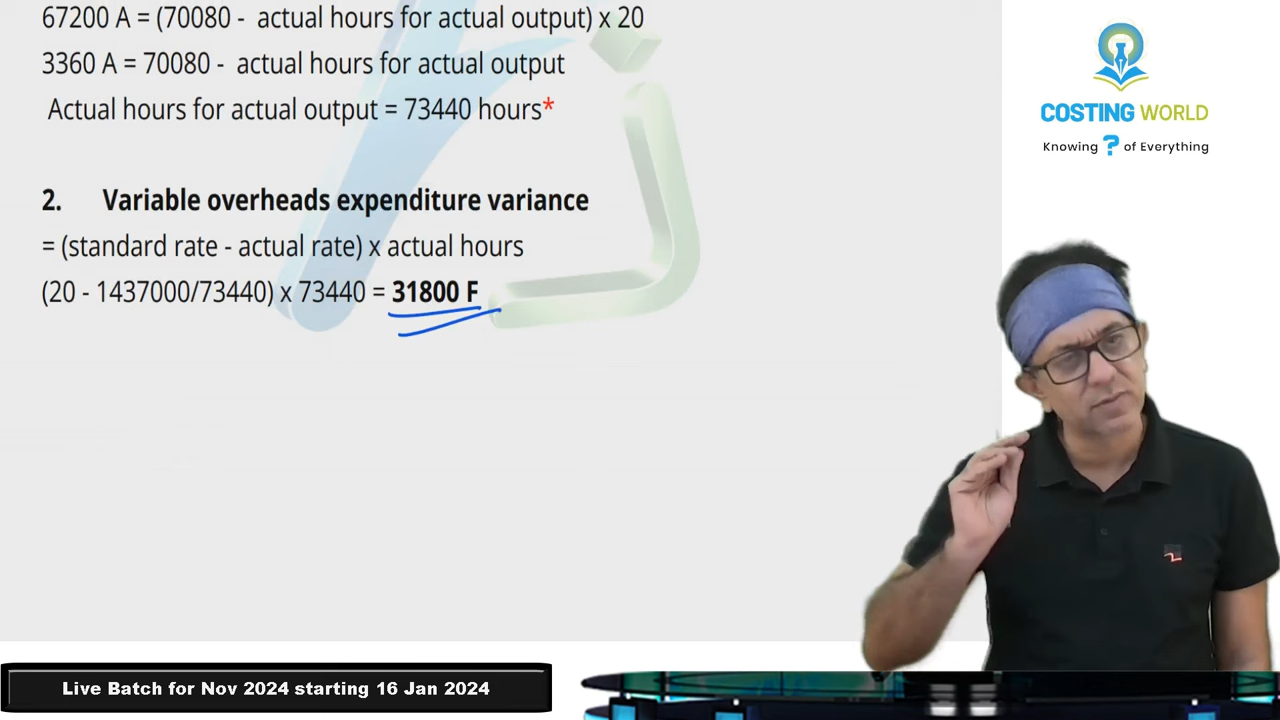 67200 A = (70080 - actual hours for actual output) x 20
3360 A = 70080 - actual hours for actual output
Actual hours for actual output = 73440 hours*
2. Variable overheads expenditure variance
= (standard rate - actual rate) x actual hours
(20 - 1437000/73440) x 73440 = 31800 F
COSTING WORLD
Knowing ? of Everything
Live Batch for Nov 2024 starting 16 Jan 2024